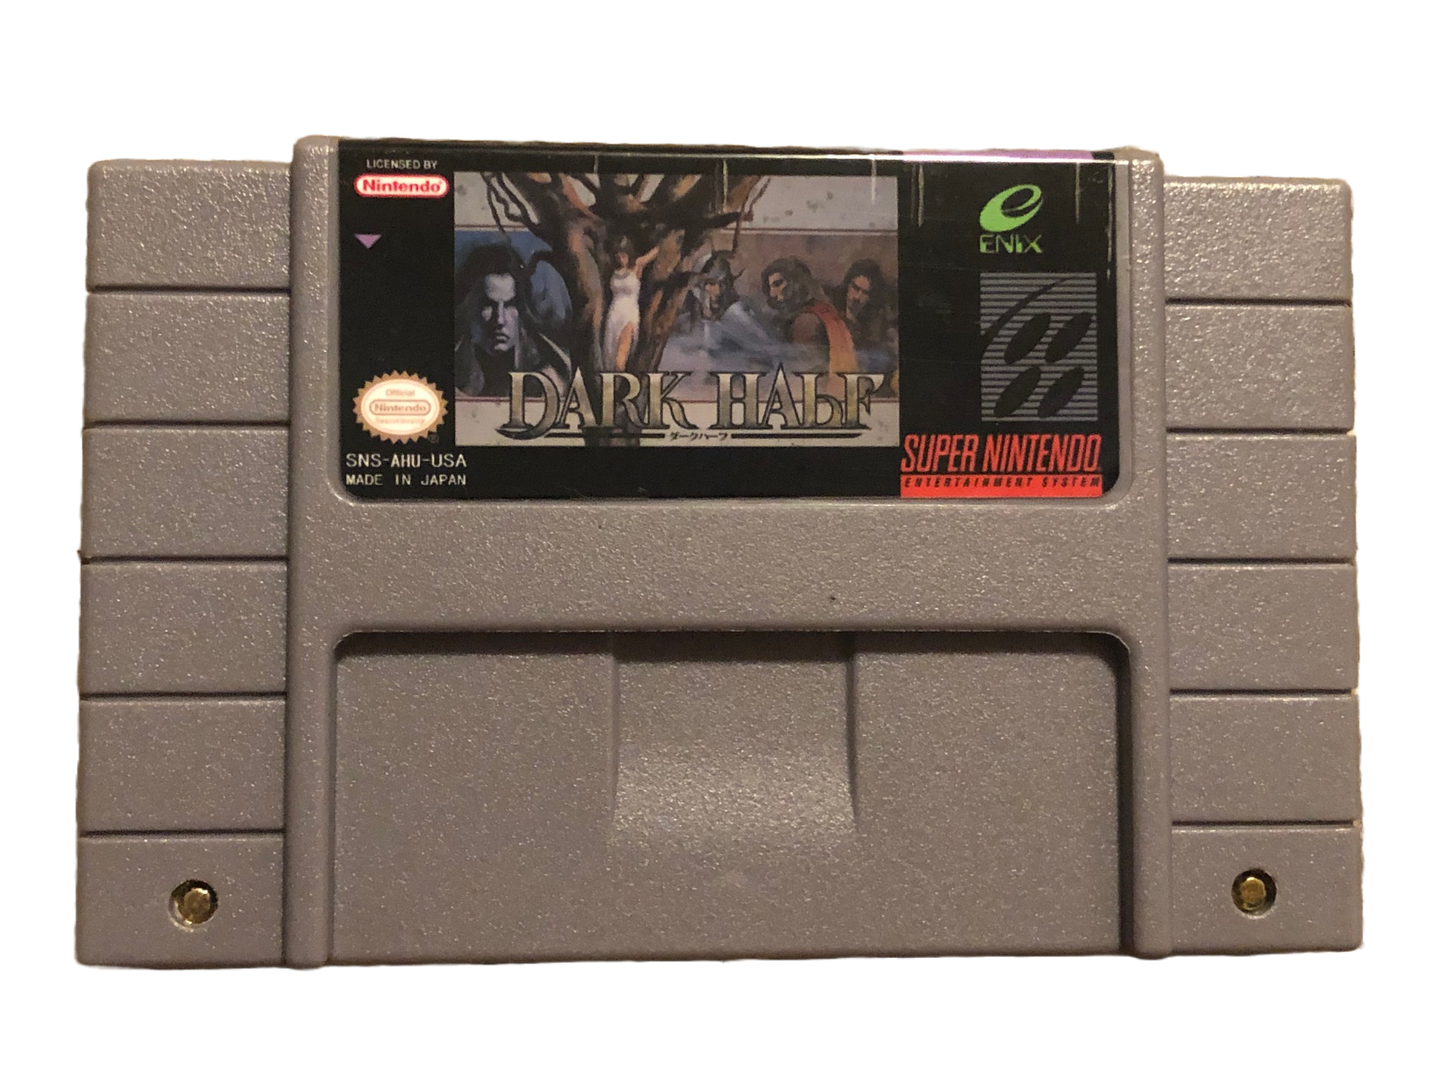 LICENSED BY
Nintendo®
ENIX
DARK HALF
ダークハーフ
Official
Nintendo
SNS-AHU-USA
MADE IN JAPAN
SUPER NINTENDO
ENTERTAINMENT SYSTEM